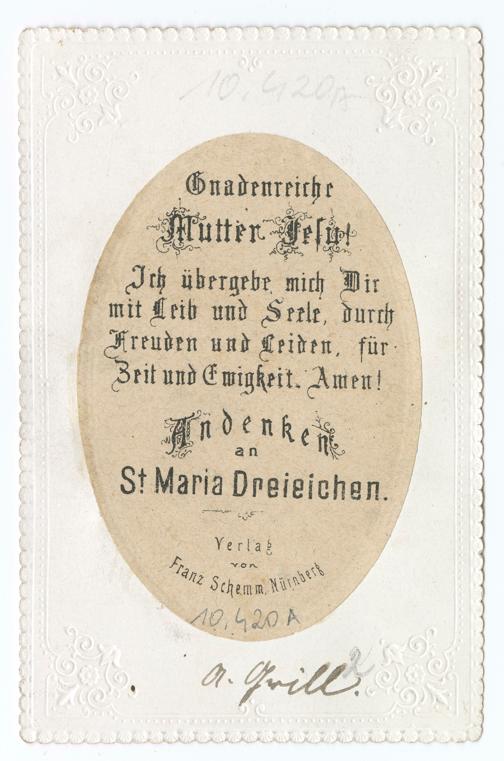 10.420A
Gnadenreiche
Mutter Jesu!
Ich übergebe mich Dir
mit Leib und Seele, durch
Freuden und Leiden, für
Zeit und Ewigkeit. Amen!
Andenken
an
St Maria Dreieichen.
Verlag
von
Franz Schemm, Nürnberg
10.420A
A. Grill.
2